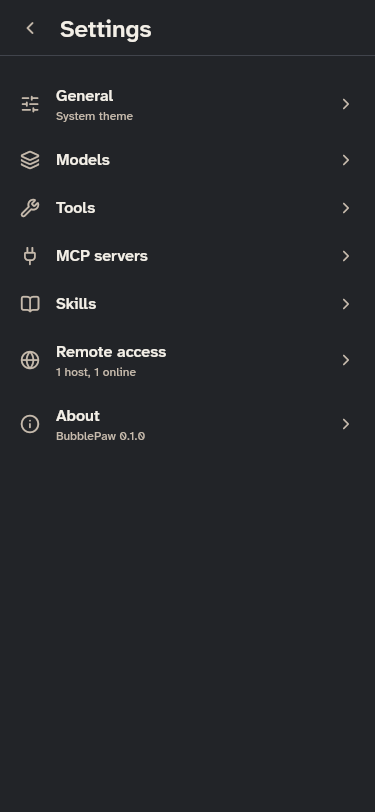 Settings
General
System theme
Models
Tools
MCP servers
Skills
Remote access
1 host, 1 online
About
BubblePaw 0.1.0